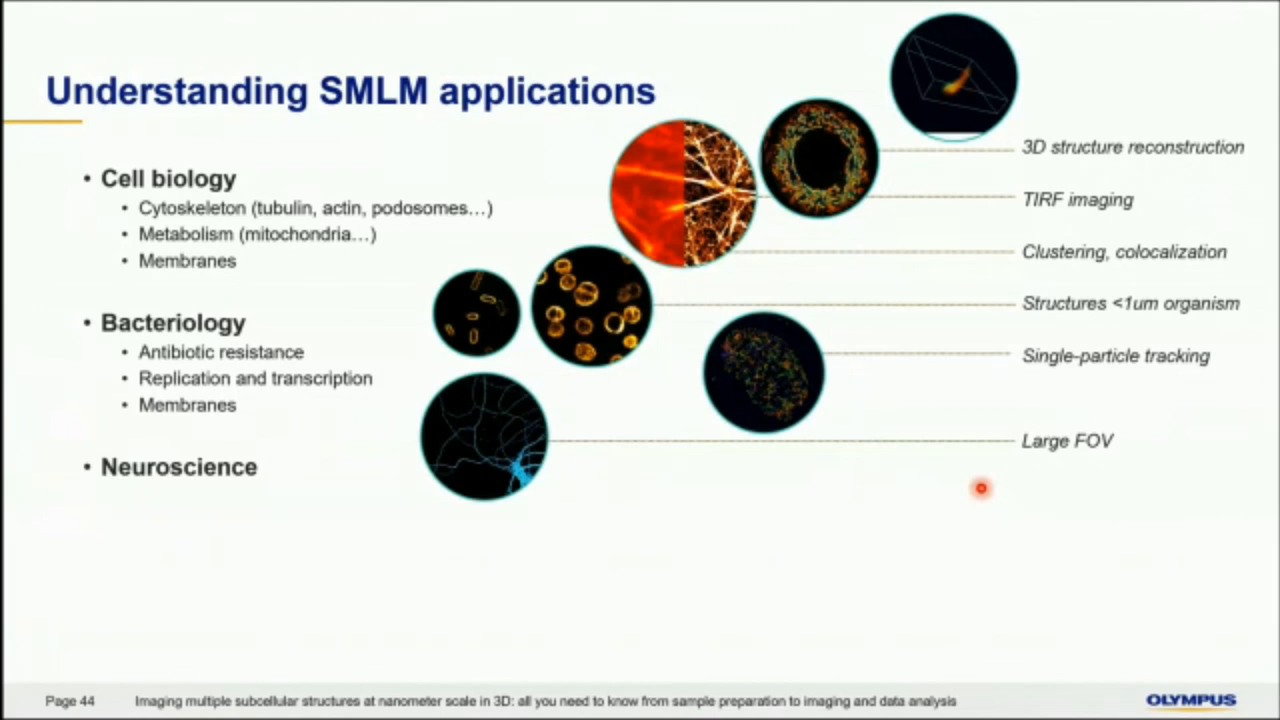 Understanding SMLM applications
• Cell biology
• Cytoskeleton (tubulin, actin, podosomes…)
• Metabolism (mitochondria…)
• Membranes
• Bacteriology
• Antibiotic resistance
• Replication and transcription
• Membranes
• Neuroscience
3D structure reconstruction
TIRF imaging
Clustering, colocalization
Structures <1um organism
Single-particle tracking
Large FOV
Page 44 Imaging multiple subcellular structures at nanometer scale in 3D: all you need to know from sample preparation to imaging and data analysis OLYMPUS